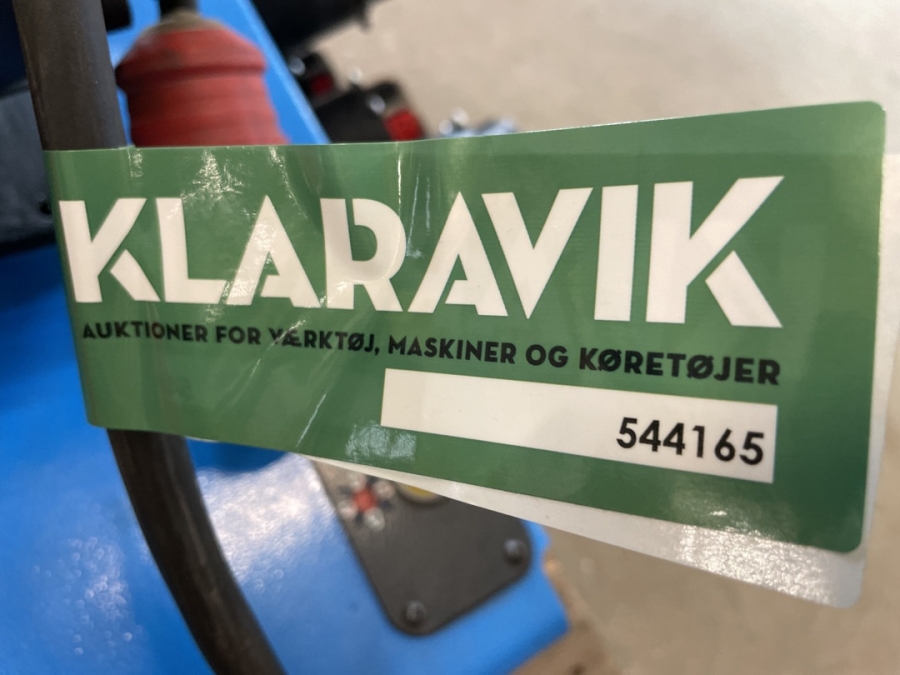 KLARAVIK
AUKTIONER FOR VÆRKTØJ, MASKINER OG KØRETØJER
544165